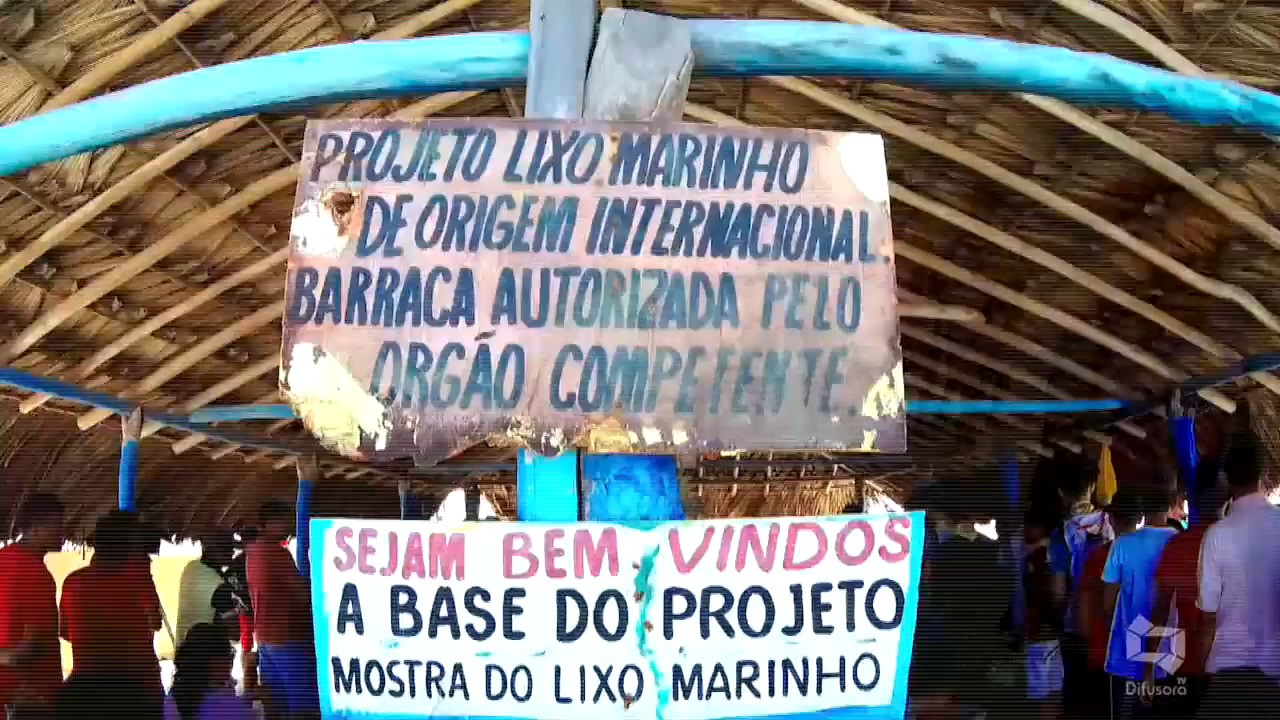 PROJETO LIXO MARINHO
DE ORIGEM INTERNACIONAL.
BARRACA AUTORIZADA PELO
ORGÃO COMPETENTE.
SEJAM BEM VINDOS
A BASE DO PROJETO
MOSTRA DO LIXO MARINHO
TV
Difusora